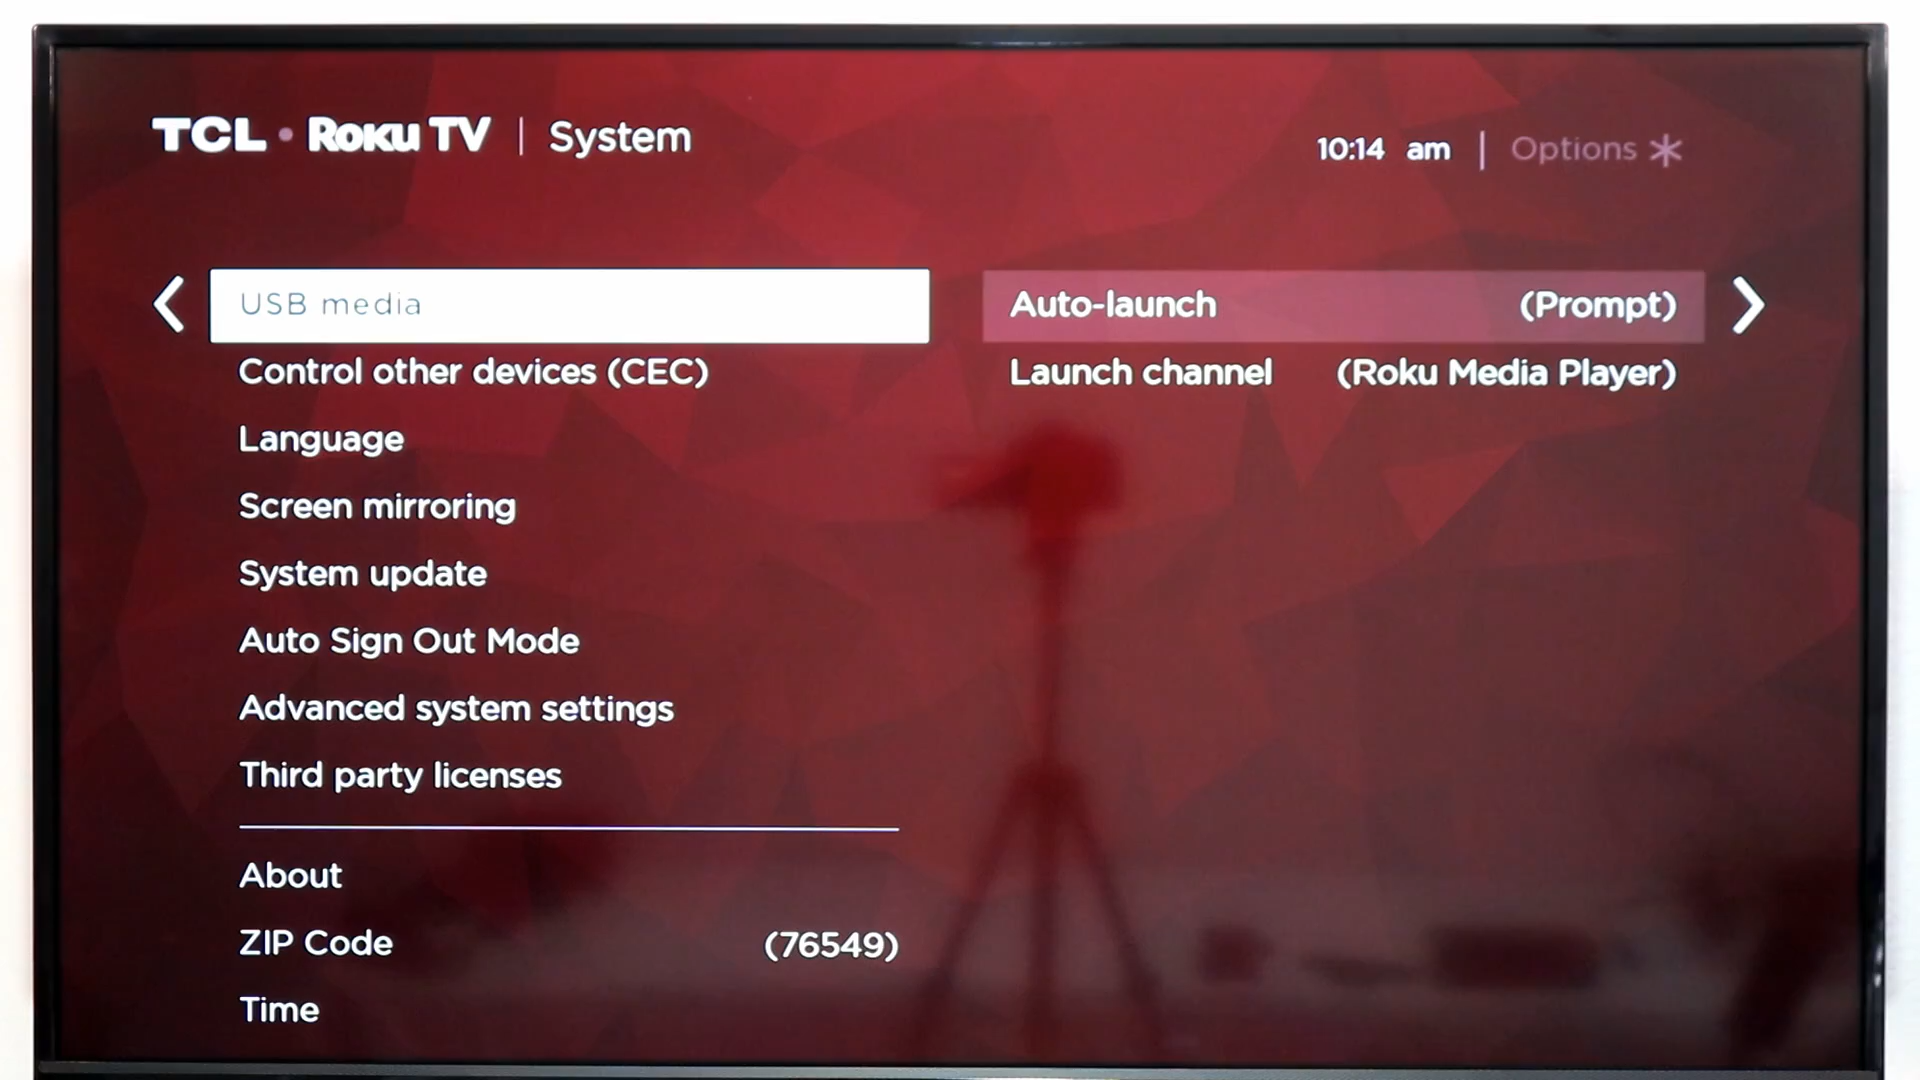 TCL • Roku TV | System
10:14 am | Options *
USB media
Auto-launch (Prompt)
Control other devices (CEC)
Launch channel (Roku Media Player)
Language
Screen mirroring
System update
Auto Sign Out Mode
Advanced system settings
Third party licenses
About
ZIP Code (76549)
Time